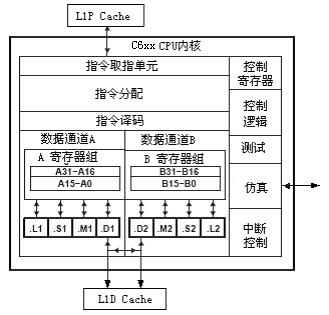 L1P Cache
C6xx CPU内核
指令取指单元
控制
寄存器
指令分配
控制
逻辑
指令译码
测试
数据通道A
数据通道B
A 寄存器组
B 寄存器组
A31-A16
B31-B16
A15-A0
B15-B0
仿真
.L1
.S1
.M1
.D1
.D2
.M2
.S2
.L2
中断
控制
L1D Cache